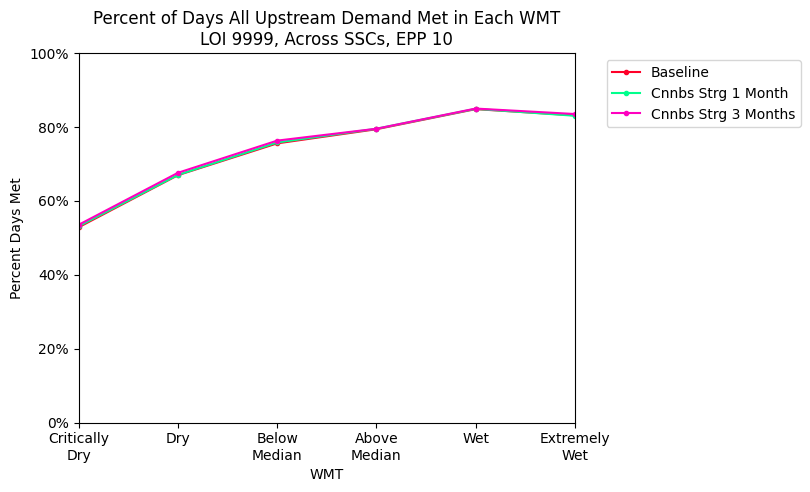 Percent of Days All Upstream Demand Met in Each WMT
LOI 9999, Across SSCs, EPP 10
100%
80%
60%
40%
20%
0%
Percent Days Met
Critically
Dry
Dry
Below
Median
Above
Median
Wet
Extremely
Wet
WMT
Baseline
Cnnbs Strg 1 Month
Cnnbs Strg 3 Months